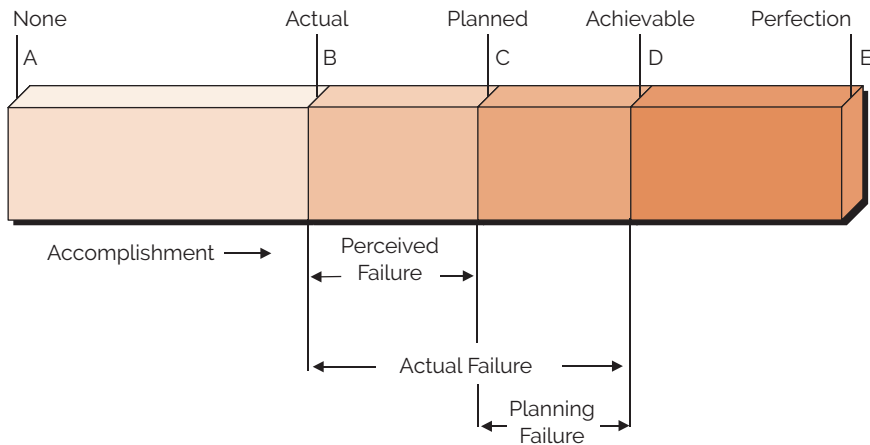 None Actual Planned Achievable Perfection
A B C D E
Accomplishment
Perceived
Failure
Actual Failure
Planning
Failure